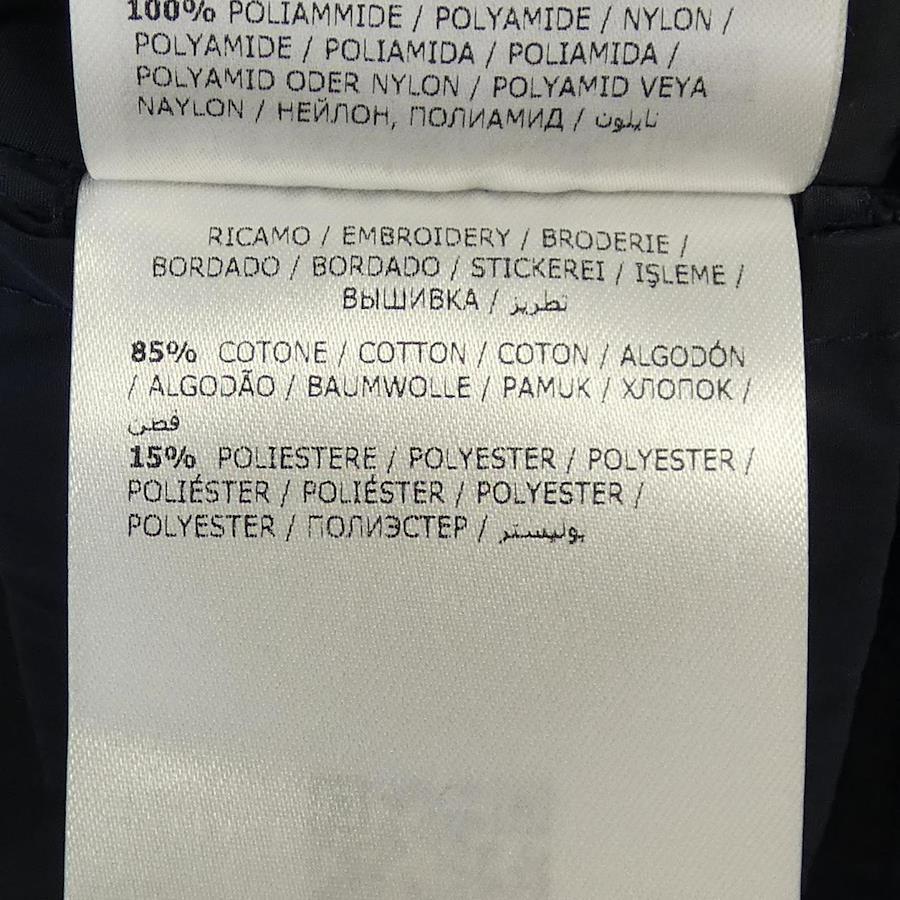 100% POLIAMMIDE / POLYAMIDE / NYLON /
POLYAMIDE / POLIAMIDA / POLIAMIDA /
POLYAMID ODER NYLON / POLYAMID VEYA
NAYLON / НЕЙЛОН, ПОЛИАМИД / نايلون
RICAMO / EMBROIDERY / BRODERIE /
BORDADO / BORDADO / STICKEREI / IŞLEME /
ВЫШИВКА / تطريز
85% COTONE / COTTON / COTON / ALGODÓN
/ ALGODÃO / BAUMWOLLE / PAMUK / ХЛОПОК /
قطن
15% POLIESTERE / POLYESTER / POLYESTER /
POLIÉSTER / POLIÉSTER / POLYESTER /
POLYESTER / ПОЛИЭСТЕР / بوليستر